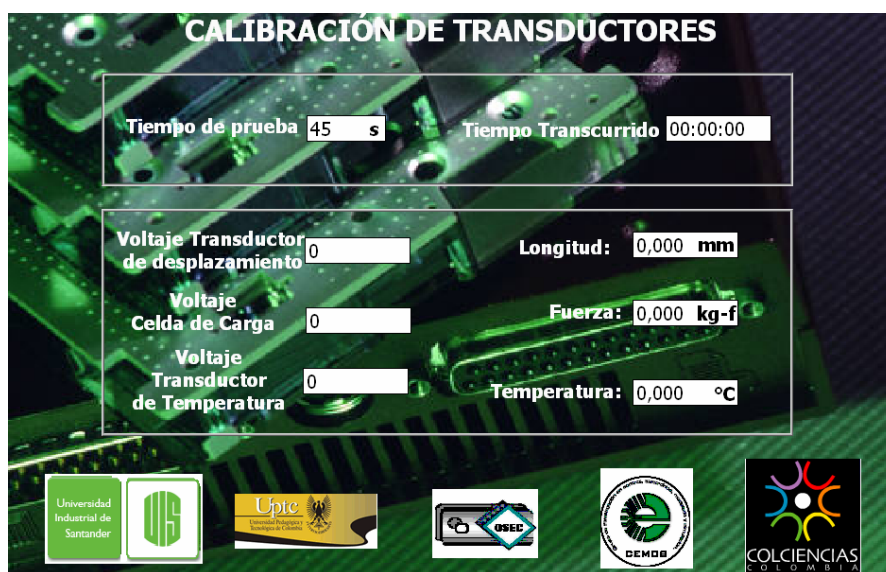 CALIBRACIÓN DE TRANSDUCTORES
Tiempo de prueba 45 s Tiempo Transcurrido 00:00:00
Voltaje Transductor
de desplazamiento 0
Longitud: 0,000 mm
Voltaje
Celda de Carga 0
Fuerza: 0,000 kg-f
Voltaje
Transductor
de Temperatura 0
Temperatura: 0,000 °C
Universidad
Industrial de
Santander
UIS
Uptc
Universidad Pedagógica y
Tecnológica de Colombia
DSEC
CEMOS
COLCIENCIAS
COLOMBIA